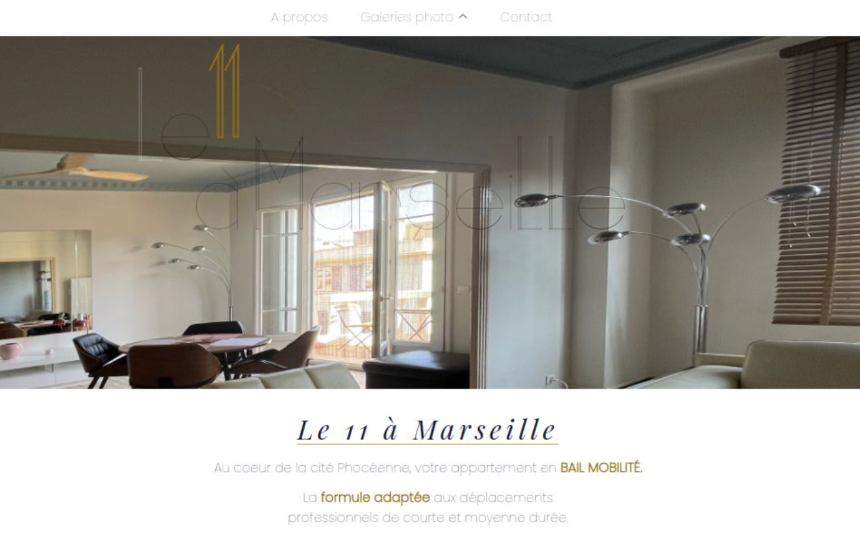 A propos Galeries photo Contact
le 11
à Marseille
Le 11 à Marseille
Au coeur de la cité Phocéenne, votre appartement en BAIL MOBILITÉ.
La formule adaptée aux déplacements
professionnels de courte et moyenne durée.